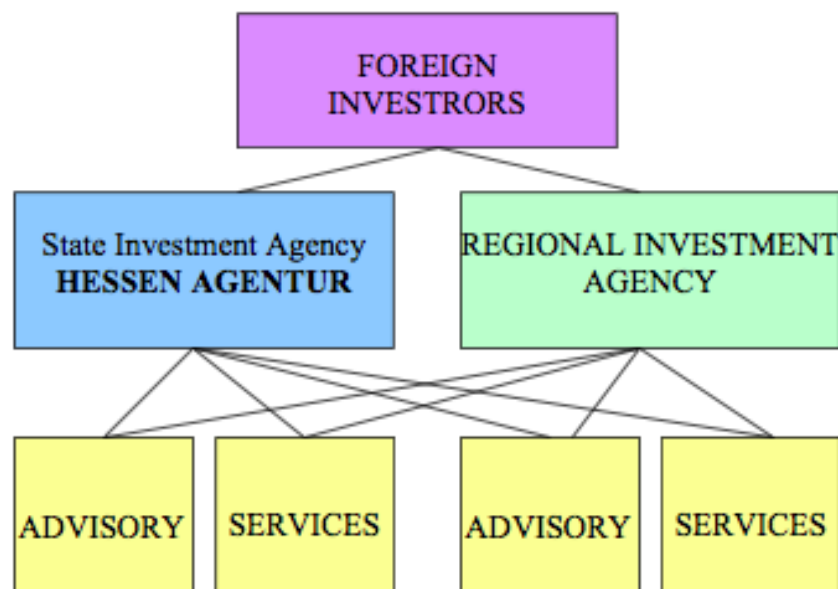 FOREIGN
INVESTRORS
State Investment Agency
HESSEN AGENTUR
REGIONAL INVESTMENT
AGENCY
ADVISORY
SERVICES
ADVISORY
SERVICES